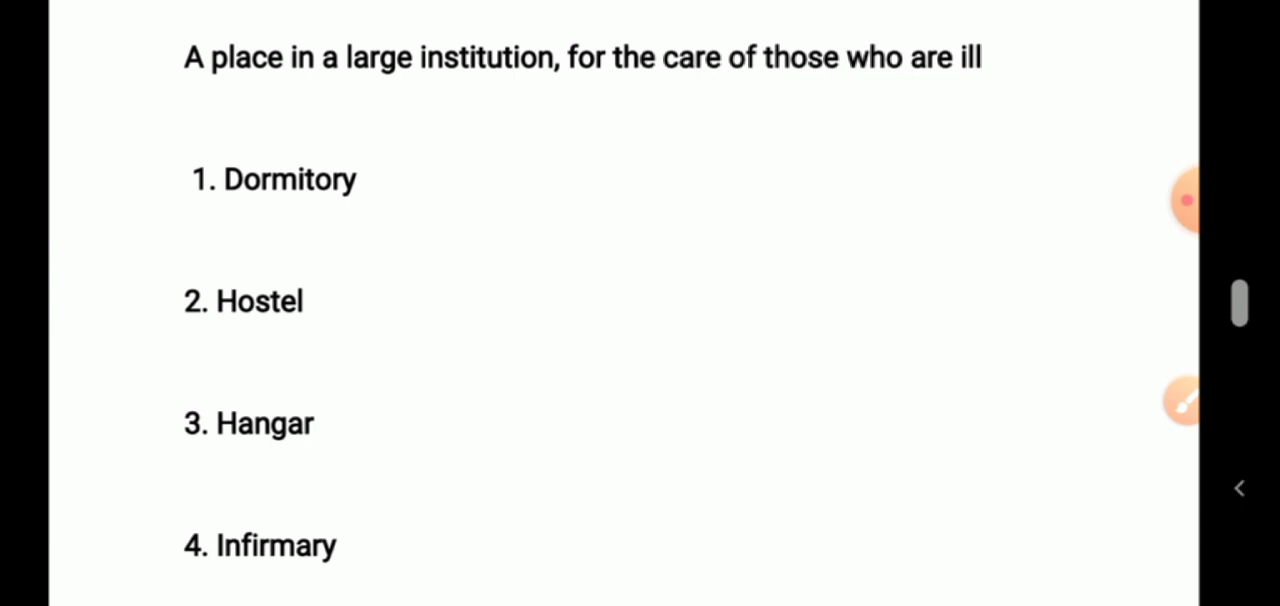 A place in a large institution, for the care of those who are ill
1. Dormitory
2. Hostel
3. Hangar
4. Infirmary